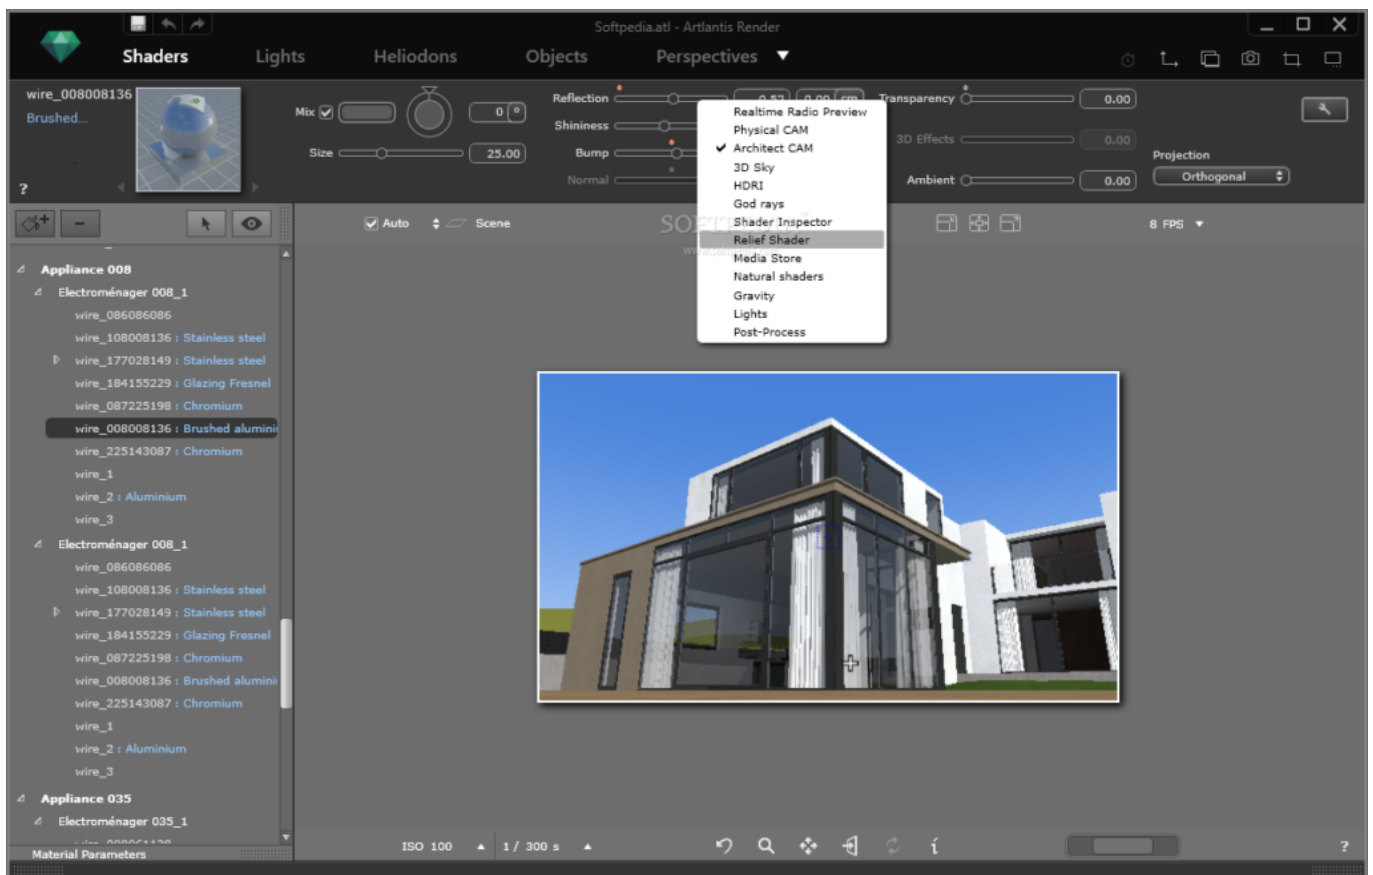 Softpedia.atl - Artlantis Render
Shaders
Lights
Heliodons
Objects
Perspectives
wire_008008136
Brushed...
?
Mix
0 °
Size
25.00
Reflection
0.52
0.00 cm
Shininess
Bump
Normal
Transparency
0.00
3D Effects
0.00
Ambient
0.00
Projection
Orthogonal
Realtime Radio Preview
Physical CAM
Architect CAM
3D Sky
HDRI
God rays
Shader Inspector
Relief Shader
Media Store
Natural shaders
Gravity
Lights
Post-Process
Auto
Scene
8 FPS
Appliance 008
Electroménager 008_1
wire_086086086
wire_108008136 : Stainless steel
wire_177028149 : Stainless steel
wire_184155229 : Glazing Fresnel
wire_087225198 : Chromium
wire_008008136 : Brushed alumini
wire_225143087 : Chromium
wire_1
wire_2 : Aluminium
wire_3
Electroménager 008_1
wire_086086086
wire_108008136 : Stainless steel
wire_177028149 : Stainless steel
wire_184155229 : Glazing Fresnel
wire_087225198 : Chromium
wire_008008136 : Brushed alumini
wire_225143087 : Chromium
wire_1
wire_2 : Aluminium
wire_3
Appliance 035
Electroménager 035_1
Material Parameters
ISO 100
1 / 300 s
i
?